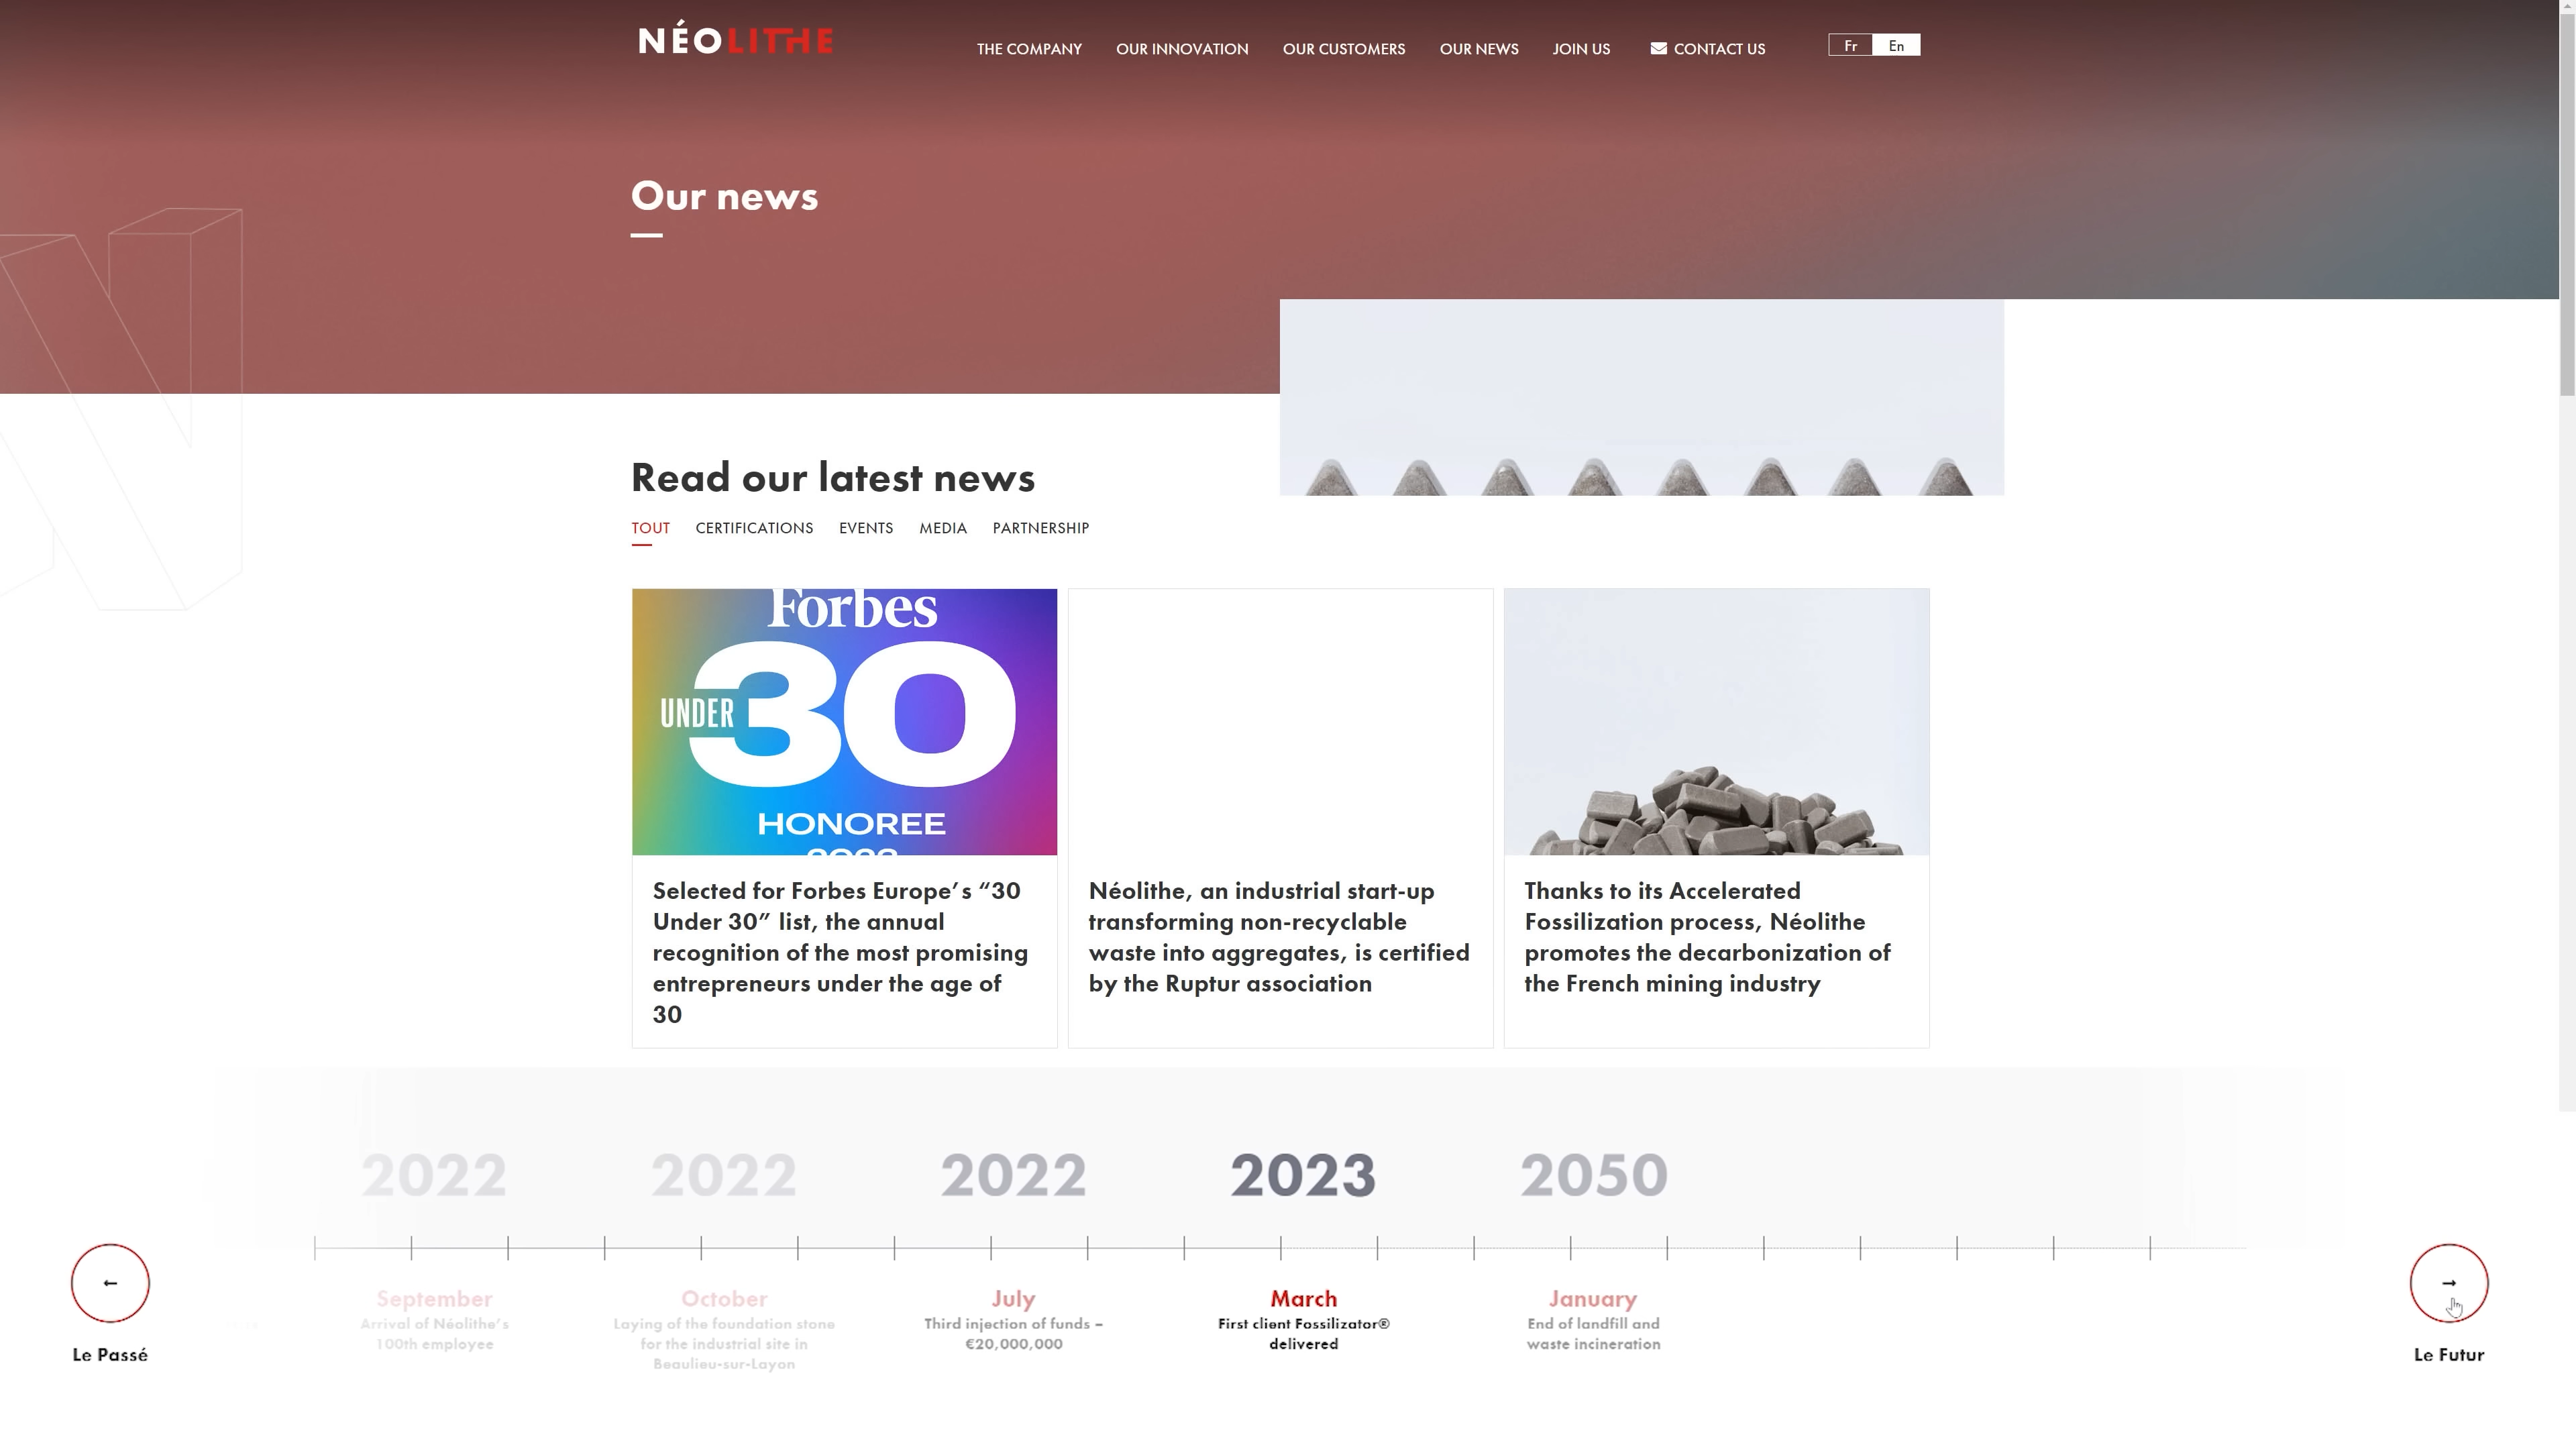 NÉOLITHE
THE COMPANY OUR INNOVATION OUR CUSTOMERS OUR NEWS JOIN US CONTACT US Fr En
Our news
Read our latest news
TOUT CERTIFICATIONS EVENTS MEDIA PARTNERSHIP
Forbes
UNDER 30
HONOREE
Selected for Forbes Europe’s “30
Under 30” list, the annual
recognition of the most promising
entrepreneurs under the age of
30
Néolithe, an industrial start-up
transforming non-recyclable
waste into aggregates, is certified
by the Ruptur association
Thanks to its Accelerated
Fossilization process, Néolithe
promotes the decarbonization of
the French mining industry
2022
September
Arrival of Néolithe’s
100th employee
2022
October
Laying of the foundation stone
for the industrial site in
Beaulieu-sur-Layon
2022
July
Third injection of funds –
€20,000,000
2023
March
First client Fossilizator®
delivered
2050
January
End of landfill and
waste incineration
←
Le Passé
→
Le Futur